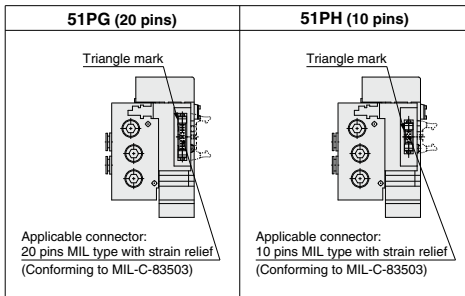 51PG (20 pins)
51PH (10 pins)
Triangle mark
Triangle mark
Applicable connector:
20 pins MIL type with strain relief
(Conforming to MIL-C-83503)
Applicable connector:
10 pins MIL type with strain relief
(Conforming to MIL-C-83503)